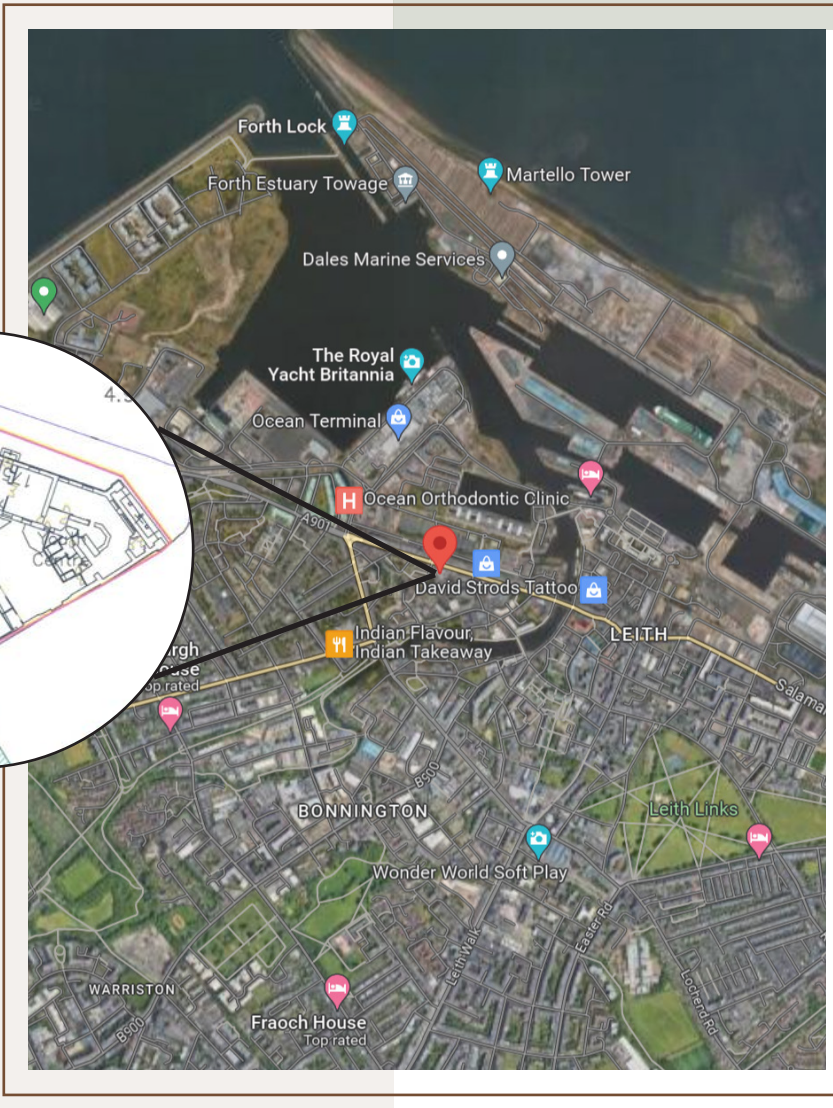 Forth Lock
Forth Estuary Towage
Martello Tower
Dales Marine Services
The Royal
Yacht Britannia
Ocean Terminal
H
Ocean Orthodontic Clinic
A901
David Strods Tattoo
LEITH
Indian Flavour,
Indian Takeaway
Top rated
B900
BONNINGTON
Leith Links
Wonder World Soft Play
Easter Rd
Leith Walk
Lochend Rd
WARRISTON
B900
Fraoch House
Top rated